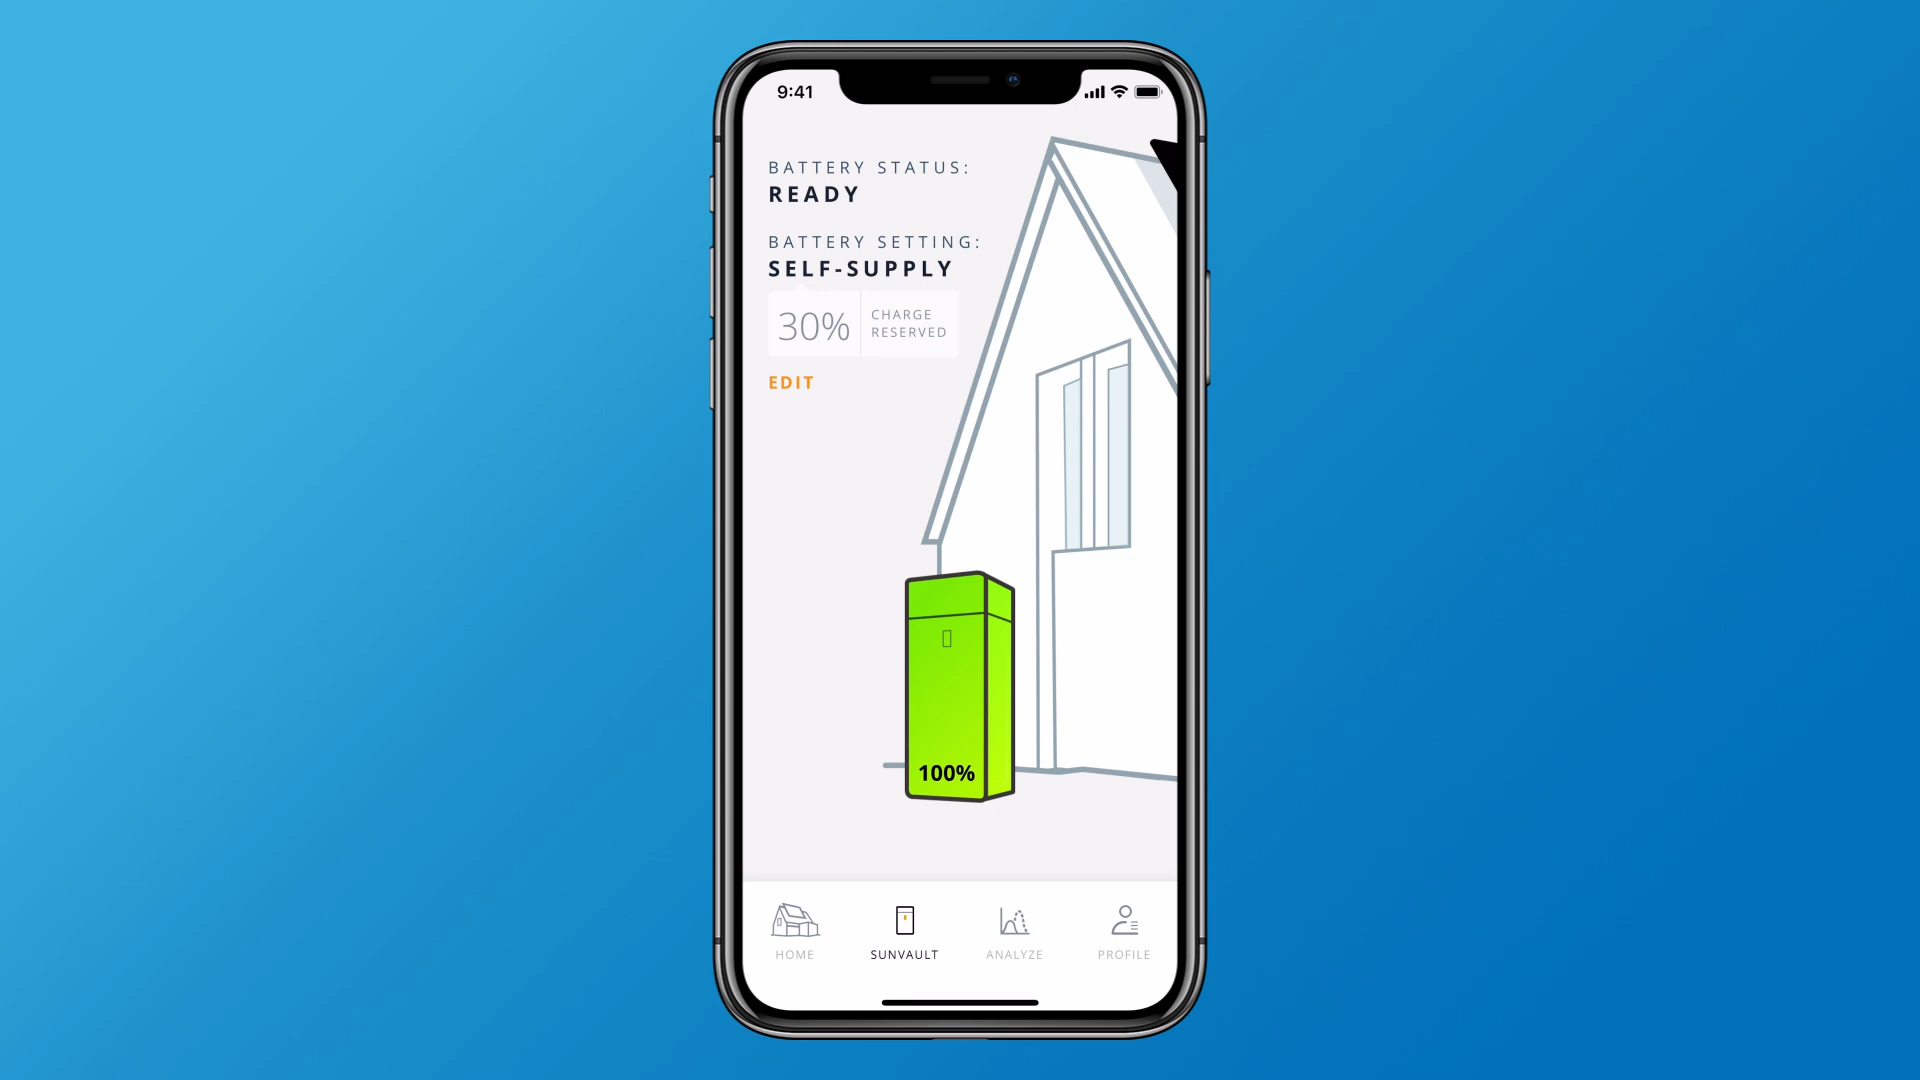 9:41
BATTERY STATUS:
READY
BATTERY SETTING:
SELF-SUPPLY
30%
CHARGE
RESERVED
EDIT
100%
HOME
SUNVAULT
ANALYZE
PROFILE